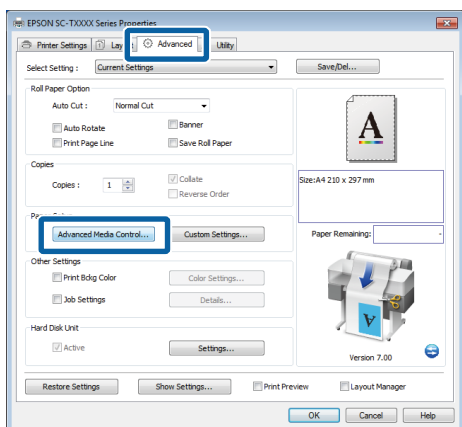 EPSON SC-TXXXX Series Properties
Printer Settings Lay Advanced Utility
Select Setting : Current Settings Save/Del...
Roll Paper Option
Auto Cut : Normal Cut
Auto Rotate Banner
Print Page Line Save Roll Paper
A
Copies
Copies : 1 Collate
Reverse Order
Size:A4 210 x 297 mm
Advanced Media Control... Custom Settings...
Paper Remaining: -
Other Settings
Print Bkg Color Color Settings...
Job Settings Details...
A
Hard Disk Unit
Active Settings...
Version 7.00
Restore Settings Show Settings... Print Preview Layout Manager
OK Cancel Help